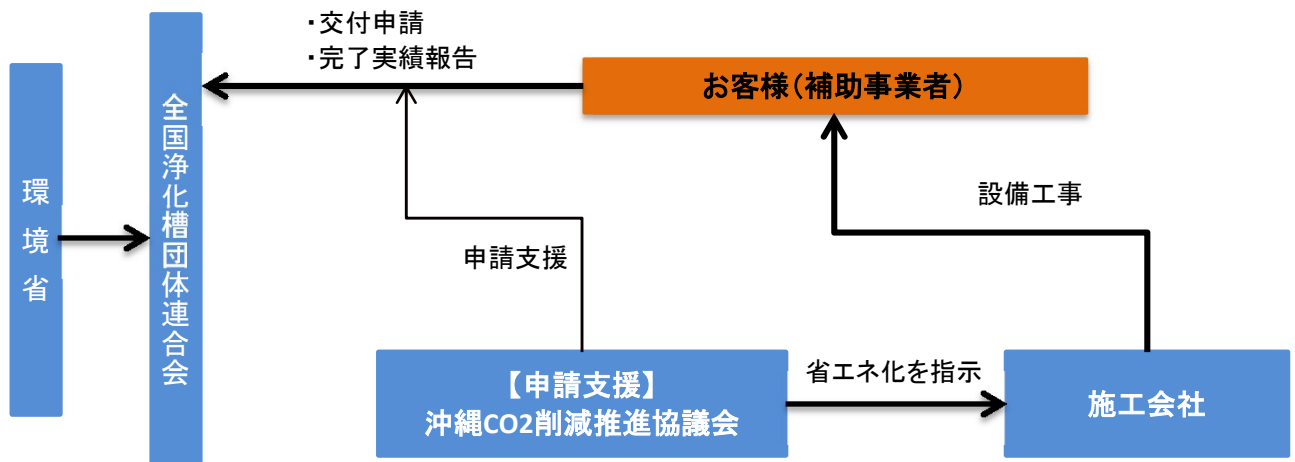 ・交付申請
・完了実績報告
お客様（補助事業者）
環境省
全国浄化槽団体連合会
設備工事
申請支援
【申請支援】
沖縄CO2削減推進協議会
省エネ化を指示
施工会社